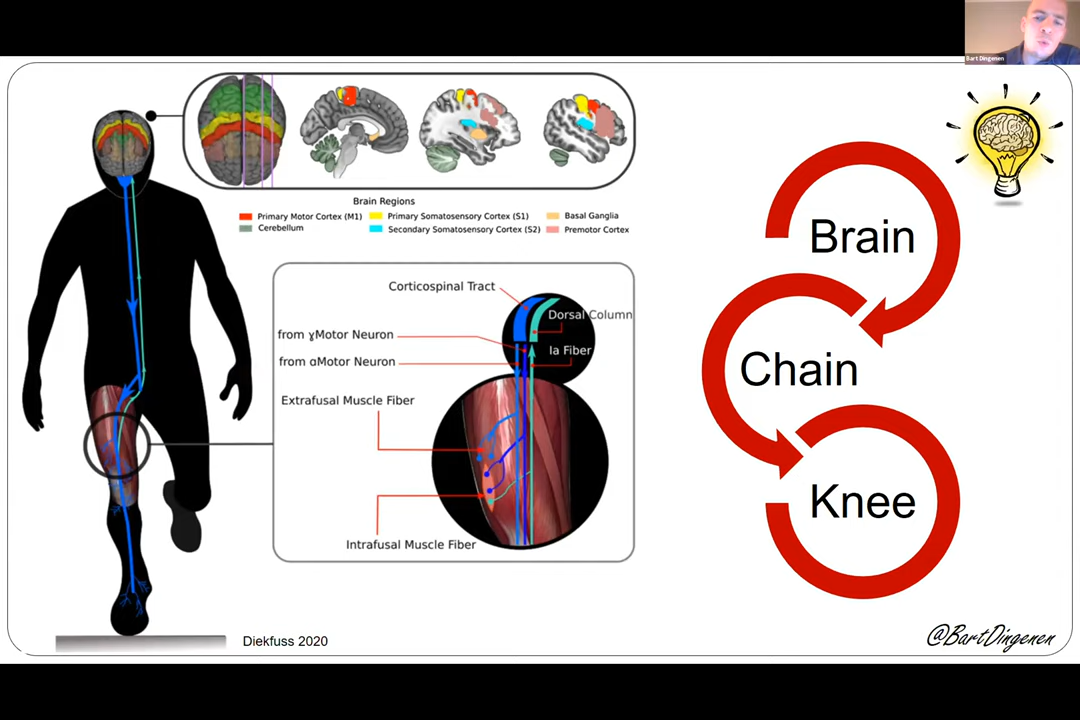 Bart Dingenen
Brain Regions
Primary Motor Cortex (M1)
Primary Somatosensory Cortex (S1)
Basal Ganglia
Cerebellum
Secondary Somatosensory Cortex (S2)
Premotor Cortex
Corticospinal Tract
Dorsal Column
from ɣMotor Neuron
Ia Fiber
from αMotor Neuron
Extrafusal Muscle Fiber
Intrafusal Muscle Fiber
Brain
Chain
Knee
Diekfuss 2020
@BartDingenen